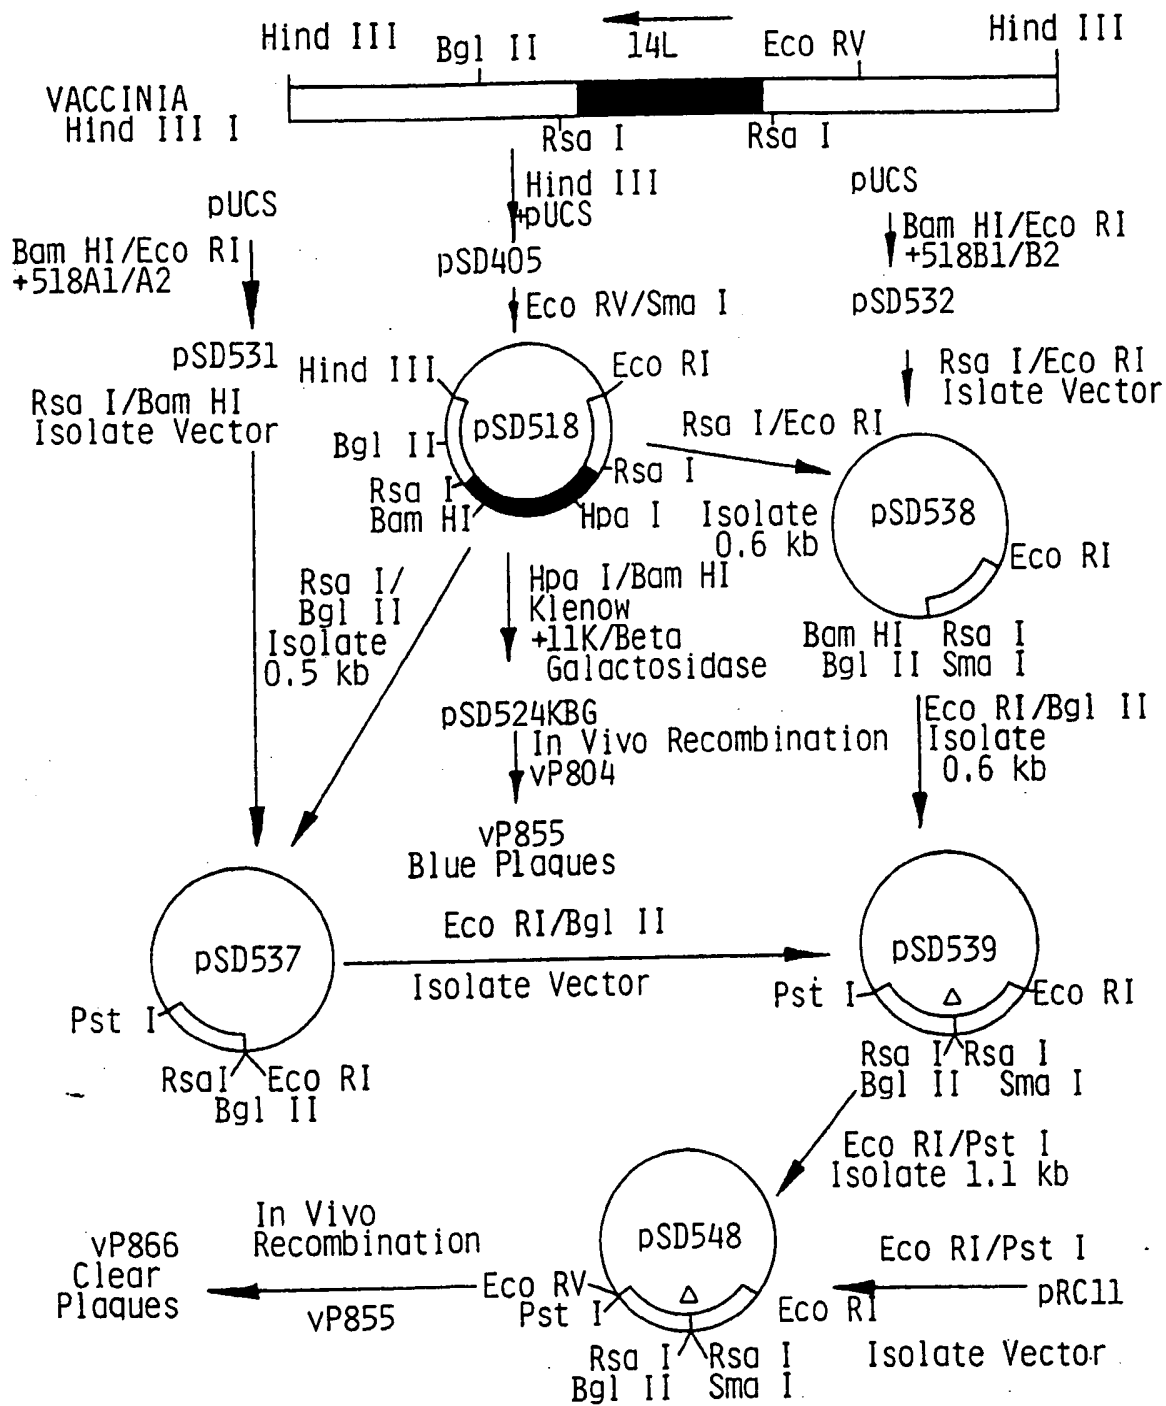 Hind III
Bgl II
14L
Eco RV
Hind III
VACCINIA
Hind III I
Rsa I
Rsa I
pUCS
Bam HI/Eco RI
+518A1/A2
pSD531
Rsa I/Bam HI
Isolate Vector
Hind III
+pUCS
pSD405
Eco RV/Sma I
pUCS
Bam HI/Eco RI
+518B1/B2
pSD532
Rsa I/Eco RI
Islate Vector
Hind III
Eco RI
pSD518
Bgl II
Rsa I
Bam HI
Rsa I
Hpa I
Rsa I/Eco RI
Isolate
0.6 kb
pSD538
Eco RI
Bam HI Rsa I
Bgl II Sma I
Rsa I/
Bgl II
Isolate
0.5 kb
Hpa I/Bam HI
Klenow
+11K/Beta
Galactosidase
pSD524KBG
In Vivo Recombination
vP804
vP855
Blue Plaques
Eco RI/Bgl II
Isolate
0.6 kb
pSD537
Pst I
RsaI Eco RI
Bgl II
Eco RI/Bgl II
Isolate Vector
pSD539
Pst I
Δ
Eco RI
Rsa I Rsa I
Bgl II Sma I
Eco RI/Pst I
Isolate 1.1 kb
pSD548
Eco RV
Pst I
Δ
Eco RI
Rsa I Rsa I
Bgl II Sma I
Eco RI/Pst I
pRC11
Isolate Vector
In Vivo
Recombination
vP855
vP866
Clear
Plaques